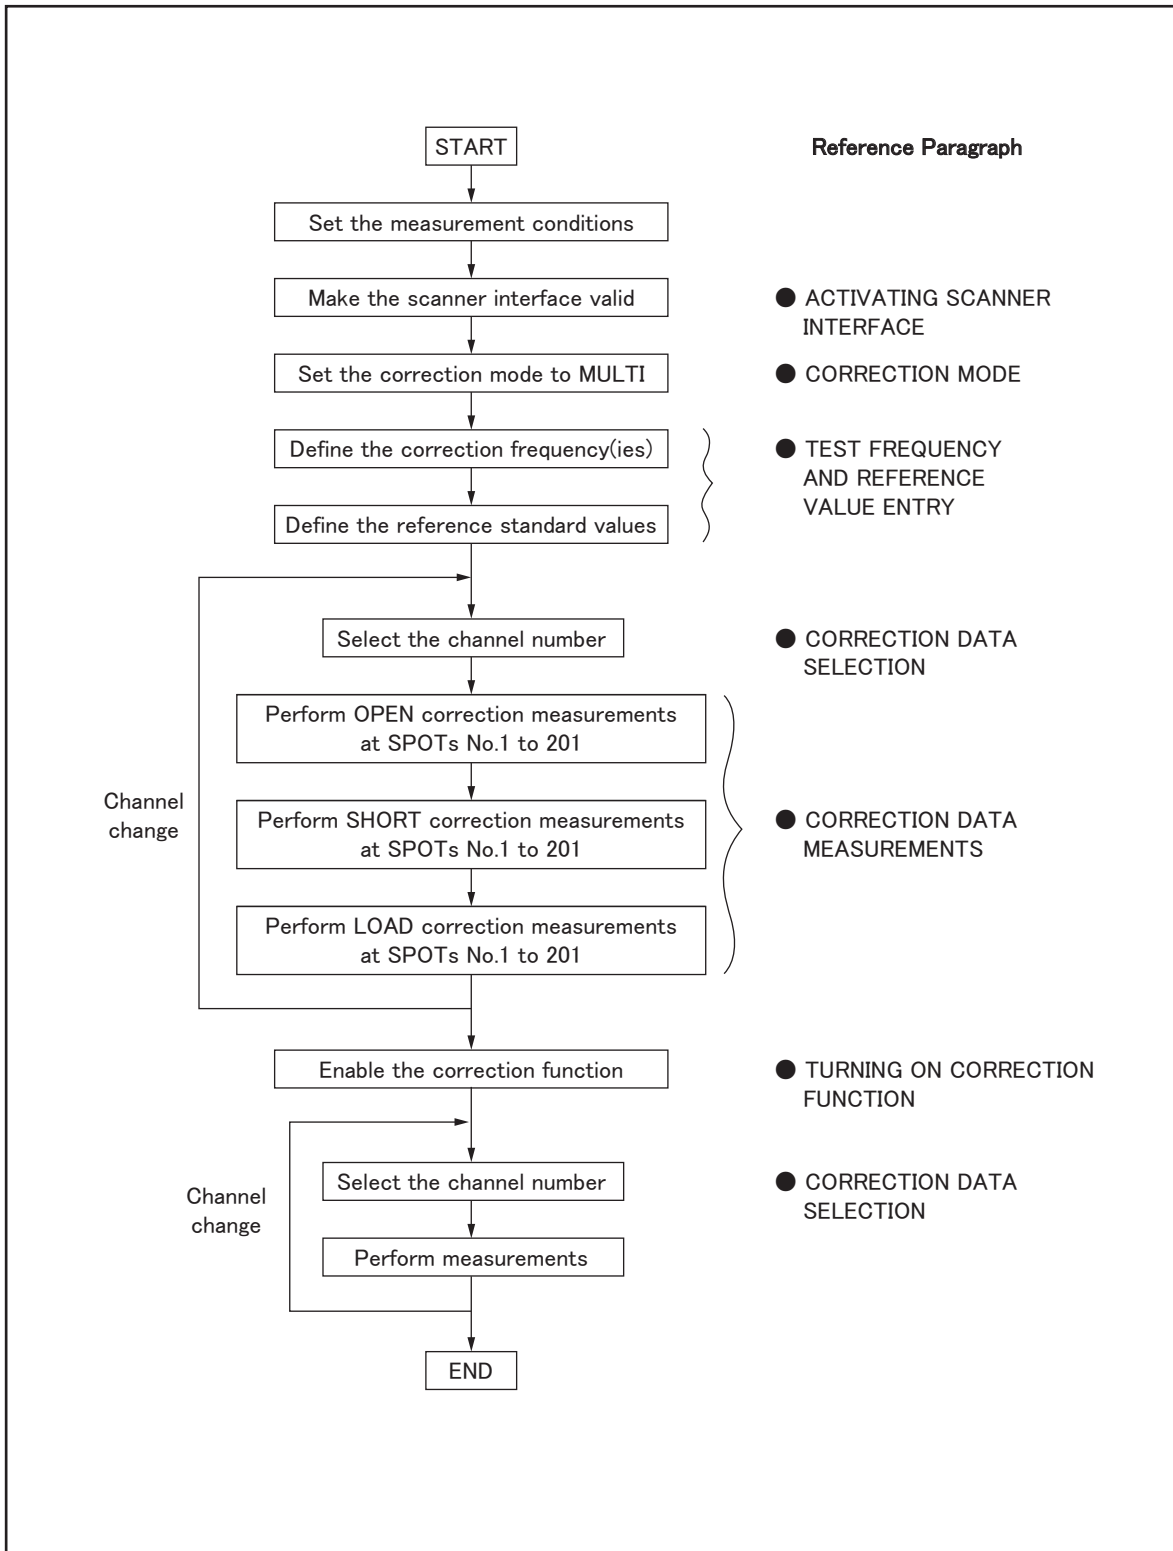 START
Reference Paragraph
Set the measurement conditions
Make the scanner interface valid
● ACTIVATING SCANNER
INTERFACE
Set the correction mode to MULTI
● CORRECTION MODE
Define the correction frequency(ies)
● TEST FREQUENCY
AND REFERENCE
VALUE ENTRY
Define the reference standard values
Select the channel number
● CORRECTION DATA
SELECTION
Perform OPEN correction measurements
at SPOTs No.1 to 201
Channel
change
Perform SHORT correction measurements
at SPOTs No.1 to 201
● CORRECTION DATA
MEASUREMENTS
Perform LOAD correction measurements
at SPOTs No.1 to 201
Enable the correction function
● TURNING ON CORRECTION
FUNCTION
Select the channel number
● CORRECTION DATA
SELECTION
Channel
change
Perform measurements
END